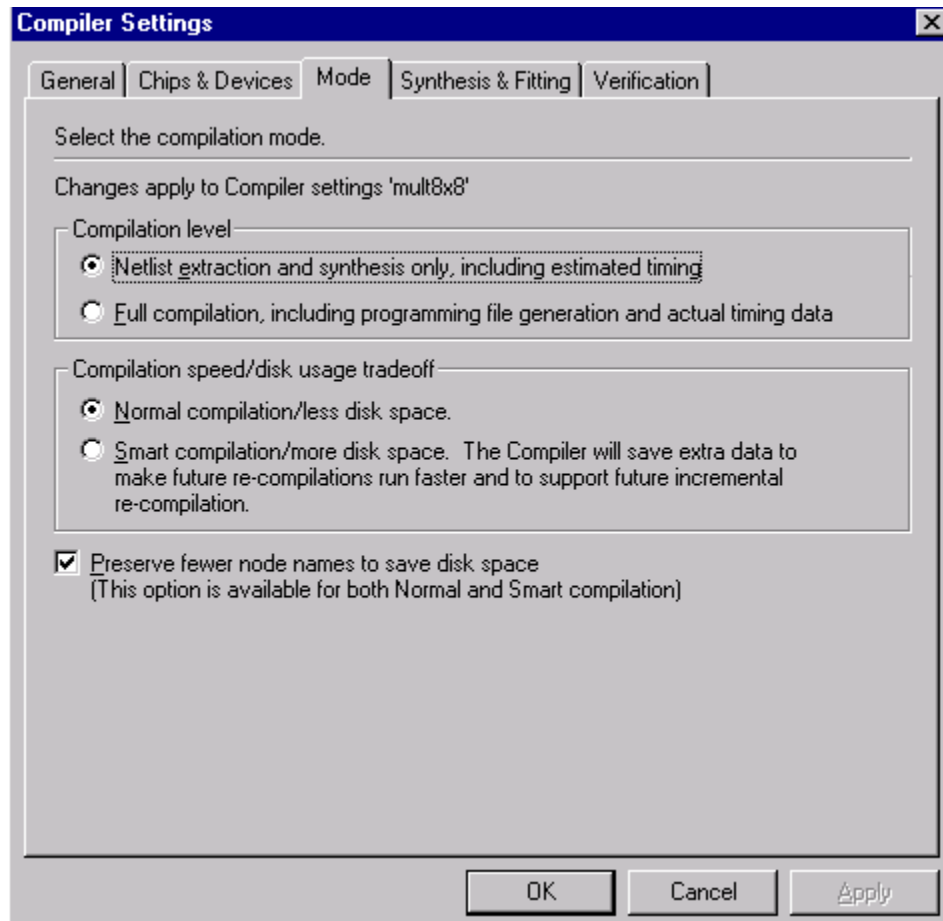 Compiler Settings
General Chips & Devices Mode Synthesis & Fitting Verification
Select the compilation mode.
Changes apply to Compiler settings 'mult8x8'
Compilation level
Netlist extraction and synthesis only, including estimated timing
Full compilation, including programming file generation and actual timing data
Compilation speed/disk usage tradeoff
Normal compilation/less disk space.
Smart compilation/more disk space. The Compiler will save extra data to
make future re-compilations run faster and to support future incremental
re-compilation.
Preserve fewer node names to save disk space
(This option is available for both Normal and Smart compilation)
OK Cancel Apply